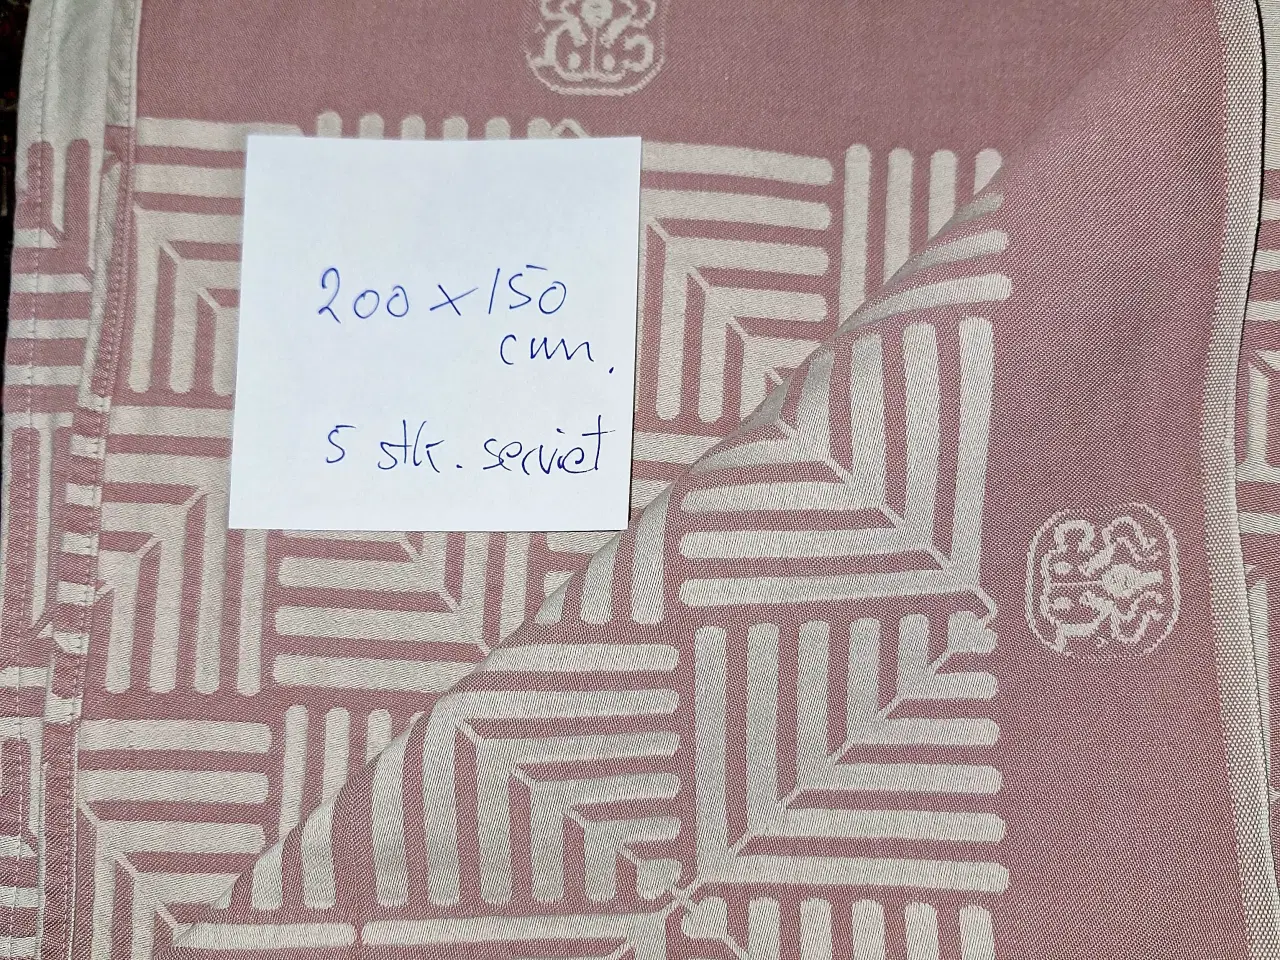 200 x 150
cm.
5 stk. serviet